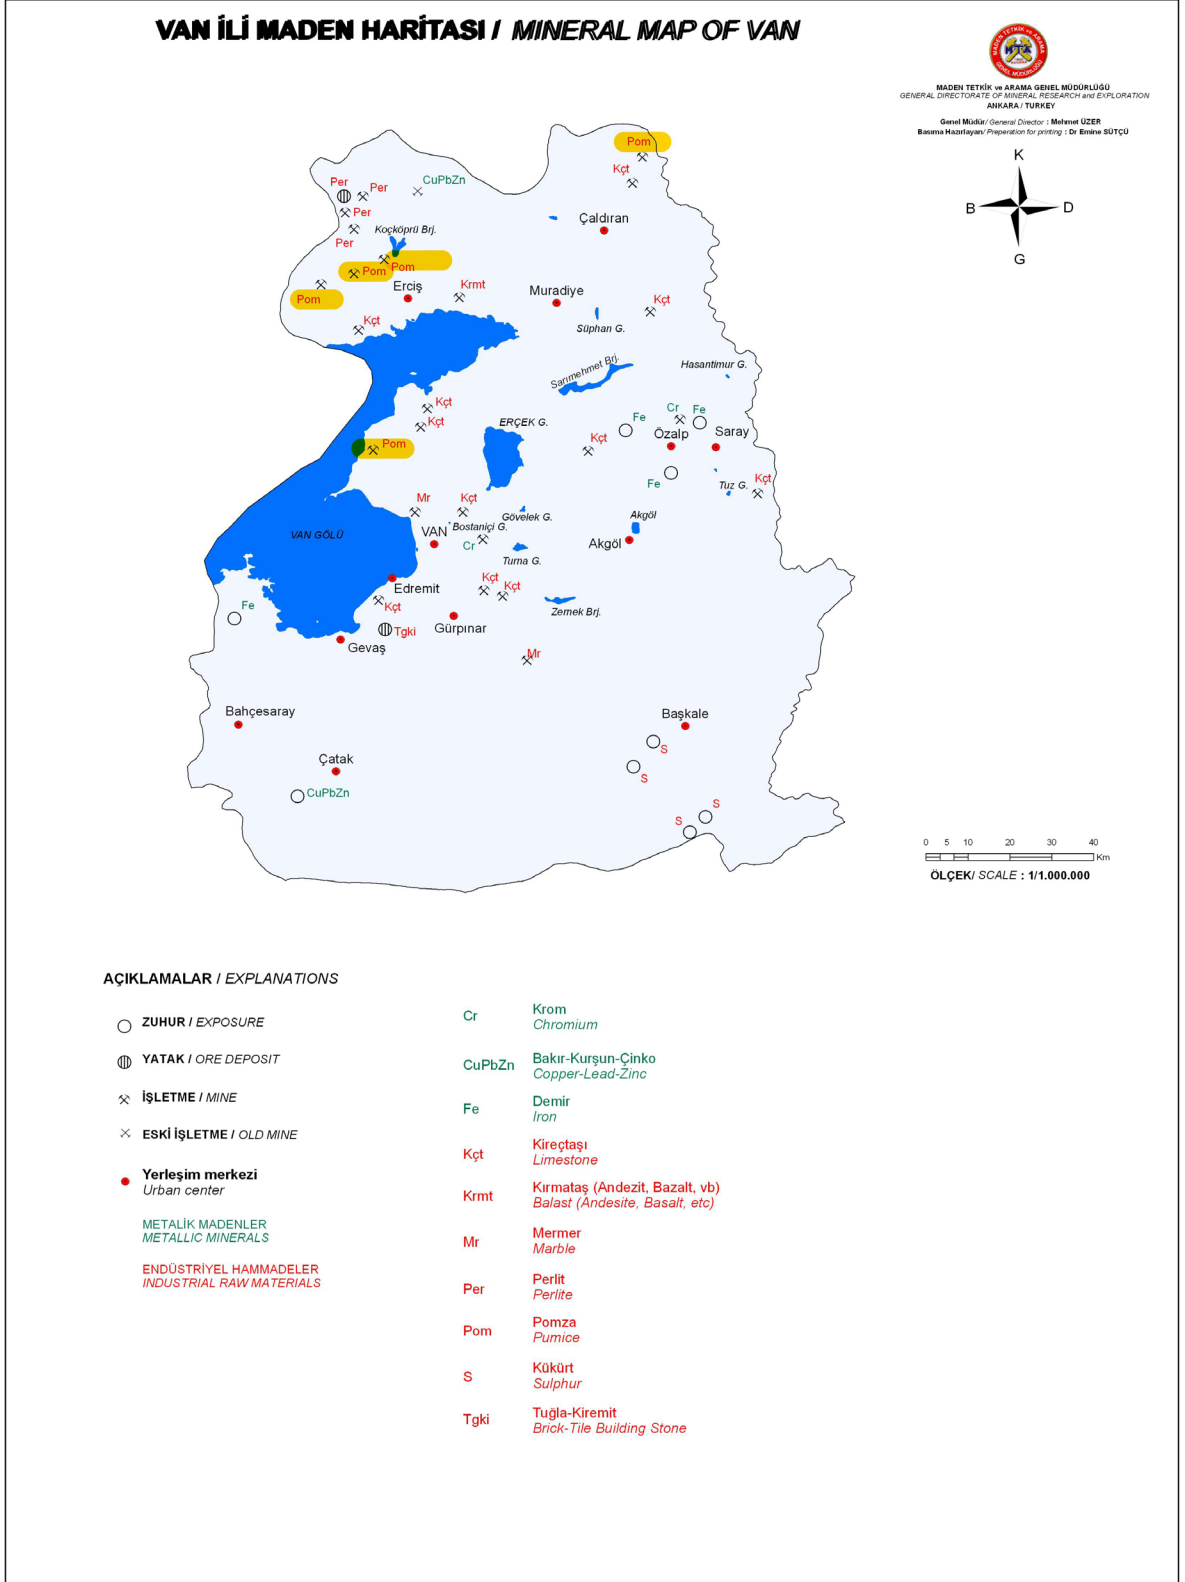 VAN İLİ MADEN HARİTASI / MINERAL MAP OF VAN
MADEN TETKİK ve ARAMA GENEL MÜDÜRLÜĞÜ
GENERAL DIRECTORATE OF MINERAL RESEARCH and EXPLORATION
ANKARA / TURKEY
Genel Müdür/ General Director : Mehmet ÜZER
Basıma Hazırlayan/ Preperation for printing : Dr Emine SÜTÇÜ
K
B
D
G
Pom
Kçt
Per
Per
CuPbZn
Per
Per
Koçköprü Brj.
Çaldıran
Pom
Pom
Pom
Erciş
Krmt
Muradiye
Kçt
Kçt
Süphan G.
Sarımehmet Brj.
Hasantimur G.
Kçt
Kçt
ERÇEK G.
Fe
Cr
Fe
Pom
Kçt
Özalp
Saray
Fe
Tuz G.
Kçt
Mr
Kçt
Gövelek G.
Akgöl
VAN GÖLÜ
VAN
Bostaniçi G.
Cr
Akgöl
Turna G.
Edremit
Kçt
Kçt
Fe
Kçt
Zernek Brj.
Tgki
Gürpınar
Gevaş
Mr
Bahçesaray
Başkale
S
Çatak
S
CuPbZn
S
S
0 5 10 20 30 40
Km
ÖLÇEK/ SCALE : 1/1.000.000
AÇIKLAMALAR / EXPLANATIONS
ZUHUR / EXPOSURE
YATAK / ORE DEPOSIT
İŞLETME / MINE
ESKİ İŞLETME / OLD MINE
Yerleşim merkezi
Urban center
METALİK MADENLER
METALLIC MINERALS
ENDÜSTRİYEL HAMMADELER
INDUSTRIAL RAW MATERIALS
Cr
Krom
Chromium
CuPbZn
Bakır-Kurşun-Çinko
Copper-Lead-Zinc
Fe
Demir
Iron
Kçt
Kireçtaşı
Limestone
Krmt
Kırmataş (Andezit, Bazalt, vb)
Balast (Andesite, Basalt, etc)
Mr
Mermer
Marble
Per
Perlit
Perlite
Pom
Pomza
Pumice
S
Kükürt
Sulphur
Tgki
Tuğla-Kiremit
Brick-Tile Building Stone